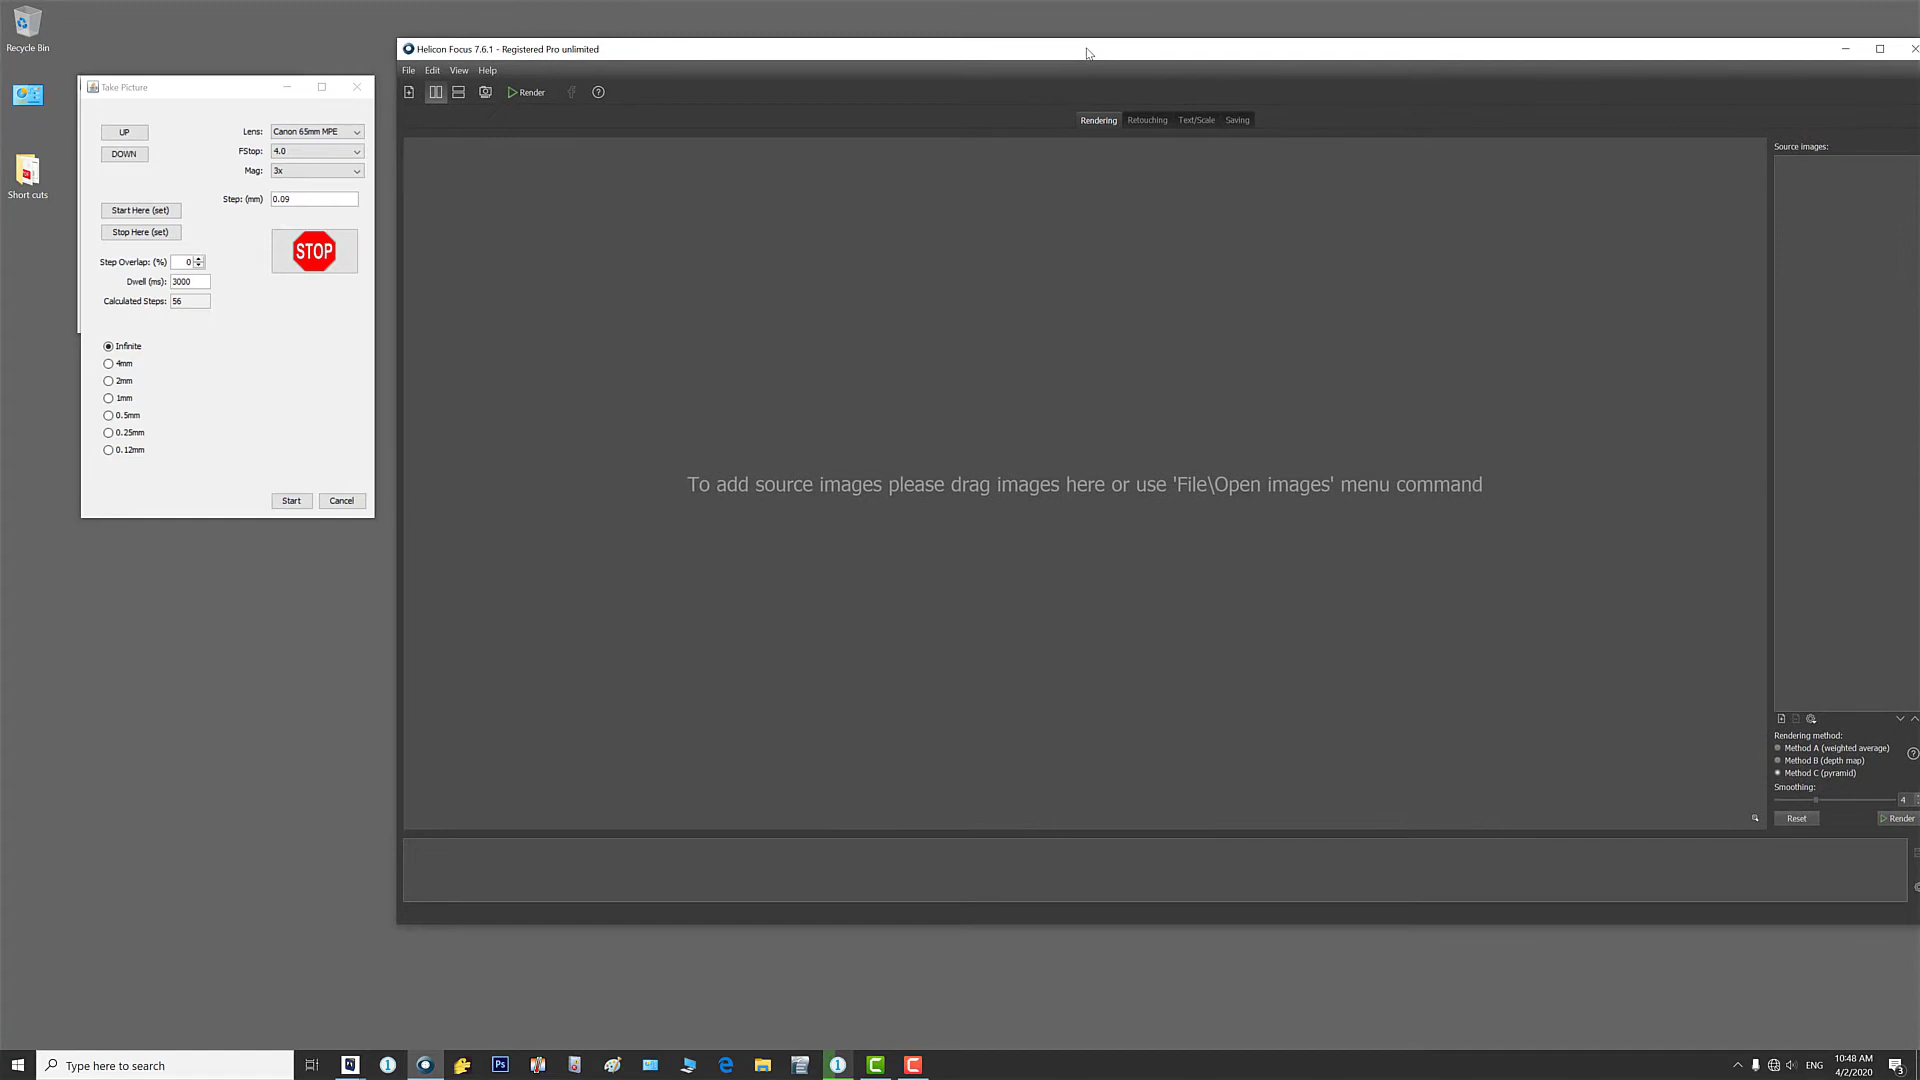 Recycle Bin
Short cuts
Take Picture
UP
DOWN
Lens: Canon 65mm MPE
FStop: 4.0
Mag: 3x
Step: (mm) 0.09
Start Here (set)
Stop Here (set)
STOP
Step Overlap: (%) 0
Dwell (ms): 3000
Calculated Steps: 56
Infinite
4mm
2mm
1mm
0.5mm
0.25mm
0.12mm
Start Cancel
Helicon Focus 7.6.1 - Registered Pro unlimited
File Edit View Help
Render
Rendering Retouching Text/Scale Saving
To add source images please drag images here or use 'File\Open images' menu command
Source images:
Rendering method:
Method A (weighted average)
Method B (depth map)
Method C (pyramid)
Smoothing:
4
Reset Render
Type here to search
Ps
ENG
10:48 AM
4/2/2020
3